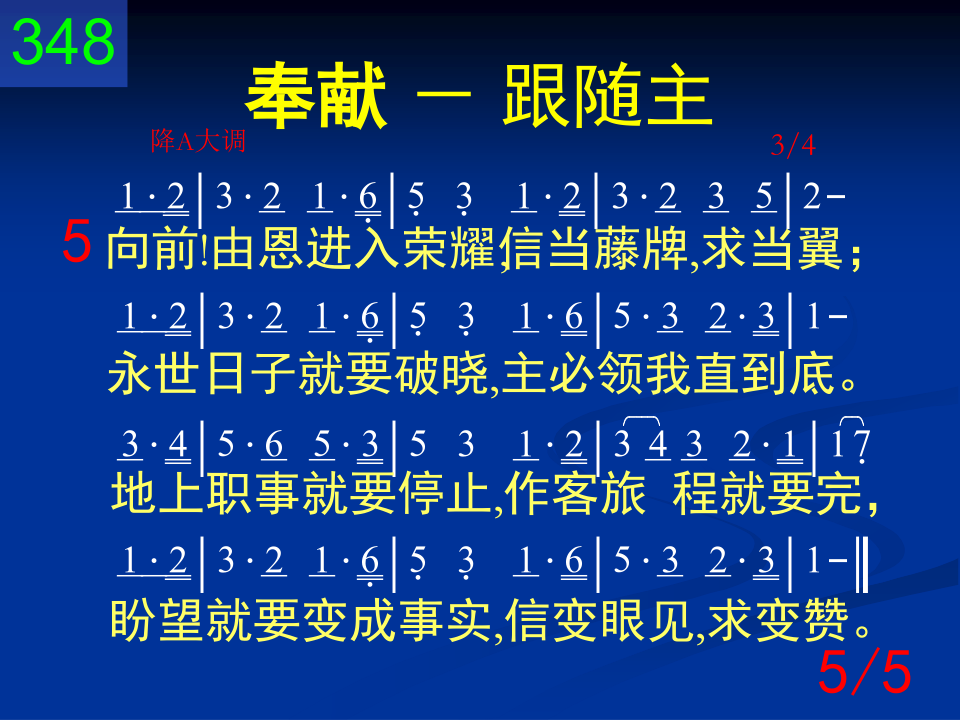 348
奉献 － 跟随主
降A大调 3/4
1 · 2 | 3 · 2 1 · 6̣ | 5̣ 3̣ 1 · 2 | 3 · 2 3 5 | 2 -
5 向前!由恩进入荣耀,信当藤牌,求当翼；
1 · 2 | 3 · 2 1 · 6̣ | 5̣ 3̣ 1 · 6 | 5 · 3 2 · 3 | 1 -
永世日子就要破晓,主必领我直到底。
3 · 4 | 5 · 6 5 · 3 | 5 3 1 · 2 | 3 4 3 2 · 1 | 1 7̣
地上职事就要停止,作客旅 程就要完，
1 · 2 | 3 · 2 1 · 6̣ | 5̣ 3̣ 1 · 6 | 5 · 3 2 · 3 | 1 - ‖
盼望就要变成事实,信变眼见,求变赞。
5/5